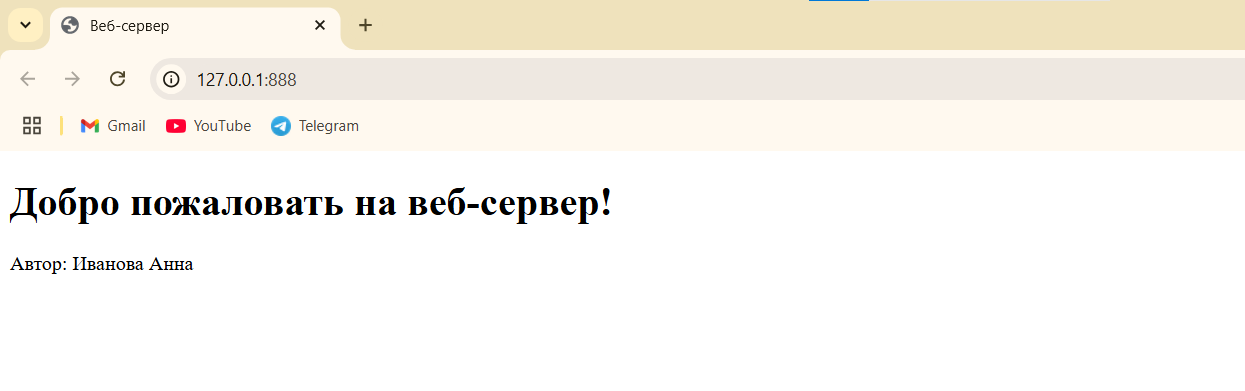 Веб-сервер
127.0.0.1:888
Gmail YouTube Telegram
Добро пожаловать на веб-сервер!
Автор: Иванова Анна